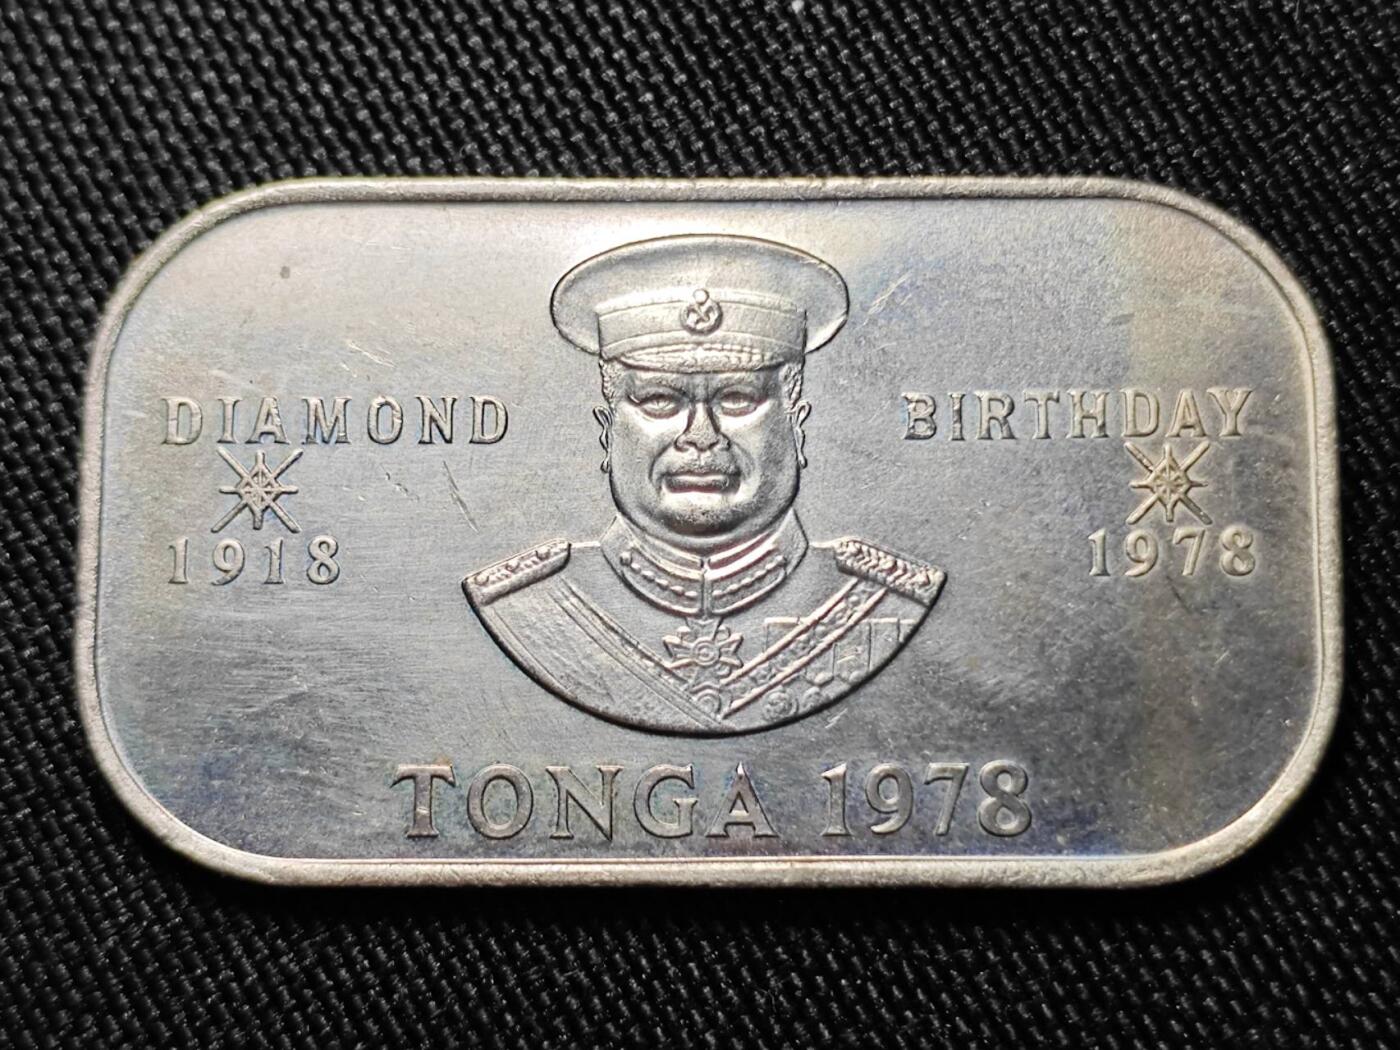 DIAMOND BIRTHDAY
1918 1978
TONGA 1978